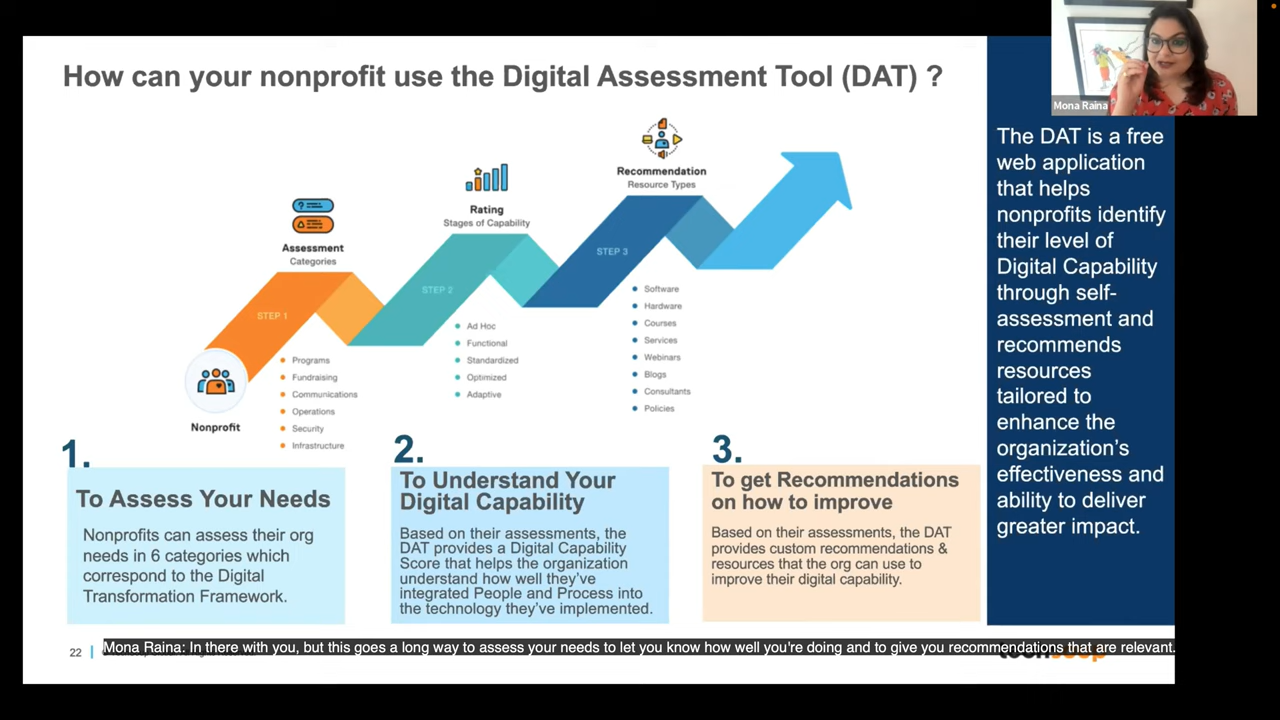 How can your nonprofit use the Digital Assessment Tool (DAT) ?
Mona Raina
Assessment
Categories
Rating
Stages of Capability
Recommendation
Resource Types
STEP 1
STEP 2
STEP 3
Nonprofit
Programs
Fundraising
Communications
Operations
Security
Infrastructure
Ad Hoc
Functional
Standardized
Optimized
Adaptive
Software
Hardware
Courses
Services
Webinars
Blogs
Consultants
Policies
1.
To Assess Your Needs
Nonprofits can assess their org
needs in 6 categories which
correspond to the Digital
Transformation Framework.
2.
To Understand Your
Digital Capability
Based on their assessments, the
DAT provides a Digital Capability
Score that helps the organization
understand how well they've
integrated People and Process into
the technology they've implemented.
3.
To get Recommendations
on how to improve
Based on their assessments, the DAT
provides custom recommendations &
resources that the org can use to
improve their digital capability.
The DAT is a free
web application
that helps
nonprofits identify
their level of
Digital Capability
through self-
assessment and
recommends
resources
tailored to
enhance the
organization's
effectiveness and
ability to deliver
greater impact.
22
Mona Raina: In there with you, but this goes a long way to assess your needs to let you know how well you're doing and to give you recommendations that are relevant.